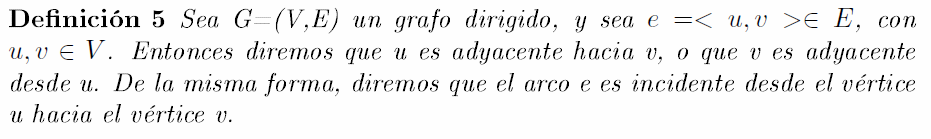 Definición 5 Sea G=(V,E) un grafo dirigido, y sea e =< u, v >∈ E, con
u, v ∈ V. Entonces diremos que u es adyacente hacia v, o que v es adyacente
desde u. De la misma forma, diremos que el arco e es incidente desde el vértice
u hacia el vértice v.